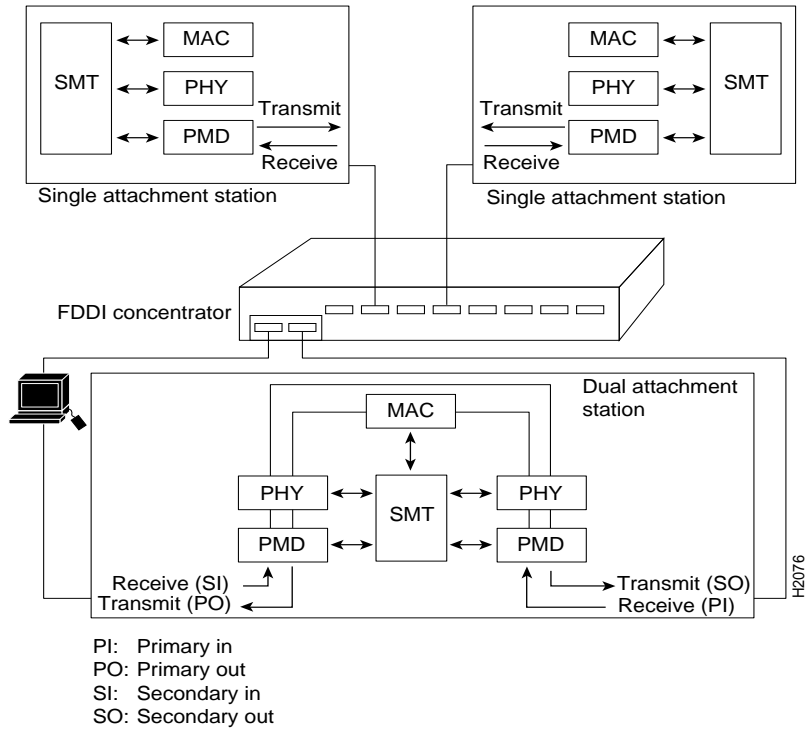 MAC MAC
SMT PHY PHY SMT
Transmit Transmit
PMD PMD
Receive Receive
Single attachment station Single attachment station
FDDI concentrator
Dual attachment
station
MAC
PHY PHY
SMT
PMD PMD
Receive (SI) Transmit (SO)
Transmit (PO) Receive (PI)
H2076
PI: Primary in
PO: Primary out
SI: Secondary in
SO: Secondary out